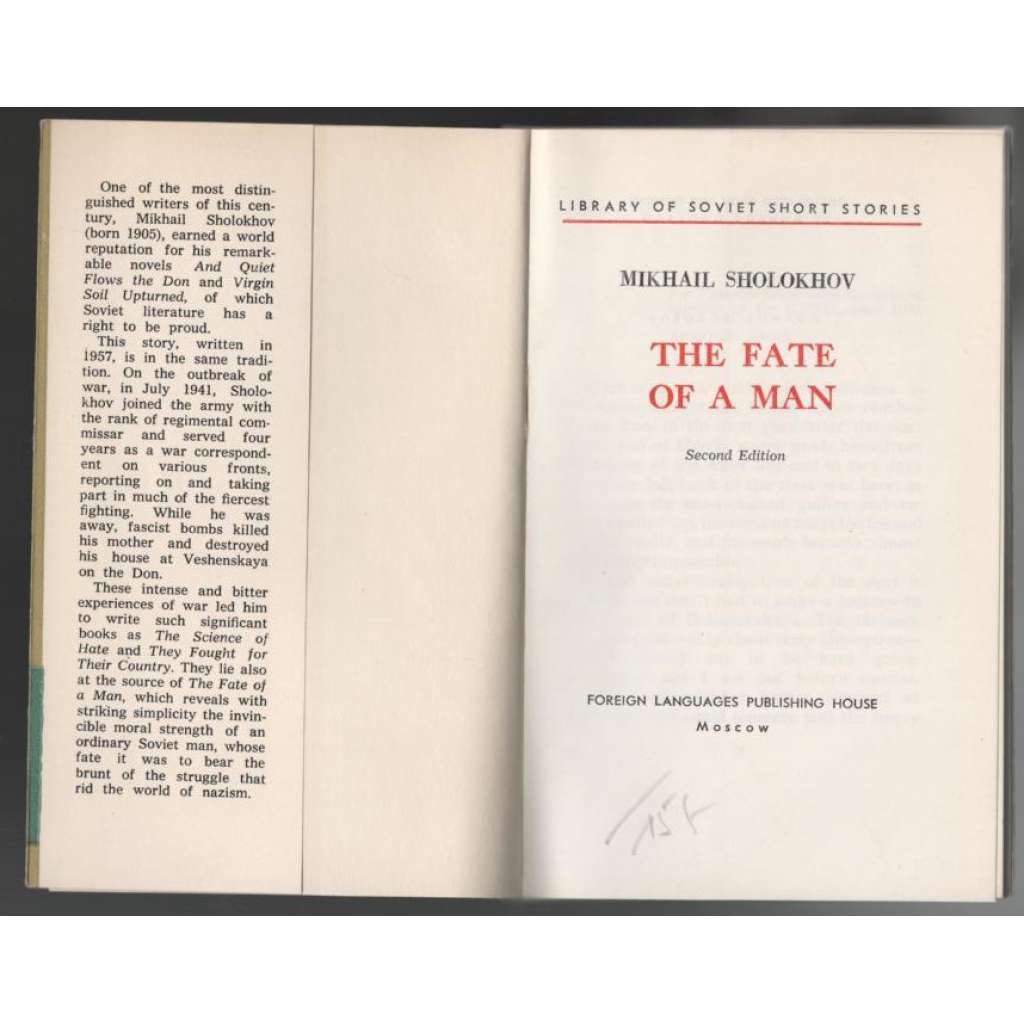 One of the most distin-
guished writers of this cen-
tury, Mikhail Sholokhov
(born 1905), earned a world
reputation for his remark-
able novels And Quiet
Flows the Don and Virgin
Soil Upturned, of which
Soviet literature has a
right to be proud.
This story, written in
1957, is in the same tradi-
tion. On the outbreak of
war, in July 1941, Sholo-
khov joined the army with
the rank of regimental com-
missar and served four
years as a war correspond-
ent on various fronts,
reporting on and taking
part in much of the fiercest
fighting. While he was
away, fascist bombs killed
his mother and destroyed
his house at Veshenskaya
on the Don.
These intense and bitter
experiences of war led him
to write such significant
books as The Science of
Hate and They Fought for
Their Country. They lie also
at the source of The Fate of
a Man, which reveals with
striking simplicity the invin-
cible moral strength of an
ordinary Soviet man, whose
fate it was to bear the
brunt of the struggle that
rid the world of nazism.
LIBRARY OF SOVIET SHORT STORIES
MIKHAIL SHOLOKHOV
THE FATE
OF A MAN
Second Edition
FOREIGN LANGUAGES PUBLISHING HOUSE
Moscow